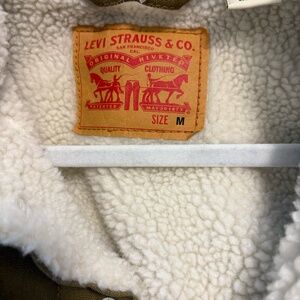 LEVI STRAUSS & CO.
SAN FRANCISCO
CAL.
ORIGINAL RIVETED
QUALITY CLOTHING
SIZE M